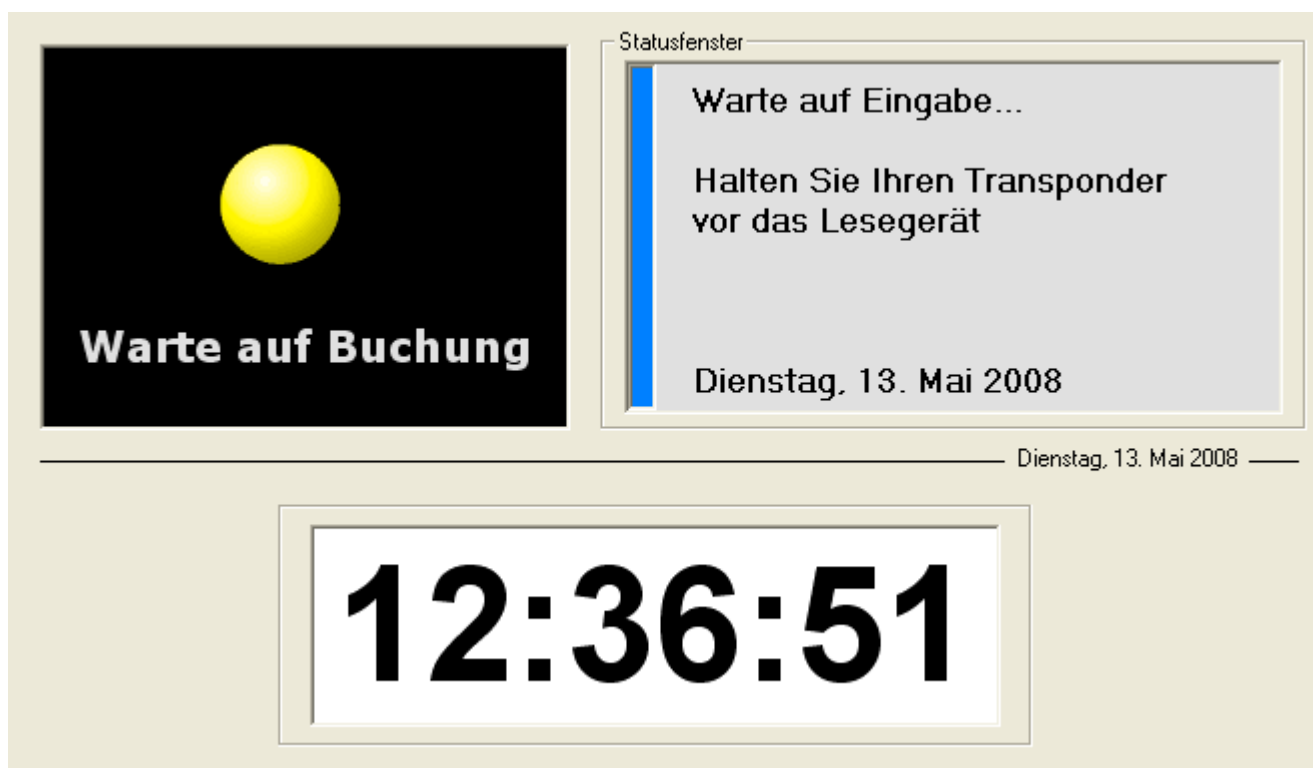 Warte auf Buchung
Statusfenster
Warte auf Eingabe...
Halten Sie Ihren Transponder
vor das Lesegerät
Dienstag, 13. Mai 2008
Dienstag, 13. Mai 2008
12:36:51